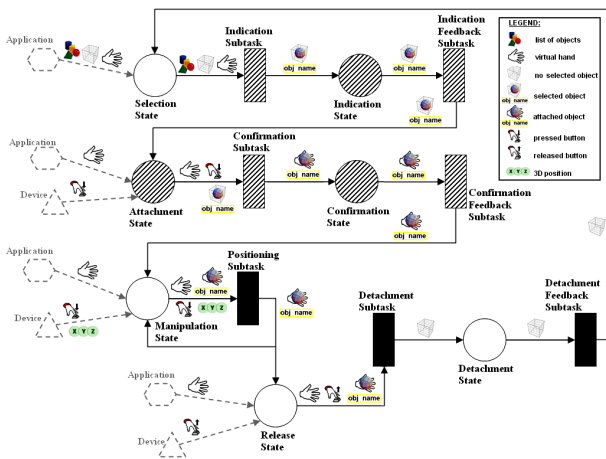 Application
Indication
Subtask
Indication
Feedback
Subtask
LEGEND:
list of objects
virtual hand
no selected object
obj name
selected object
obj name
attached object
pressed button
released button
X Y Z
3D position
Selection
State
obj name
Indication
State
obj name
obj name
Application
Device
Attachment
State
Confirmation
Subtask
obj name
obj name
Confirmation
State
obj name
Confirmation
Feedback
Subtask
obj name
Application
Device
X Y Z
Manipulation
State
obj name
X Y Z
Positioning
Subtask
obj name
Detachment
Subtask
Detachment
State
Detachment
Feedback
Subtask
Application
Device
Release
State
obj name